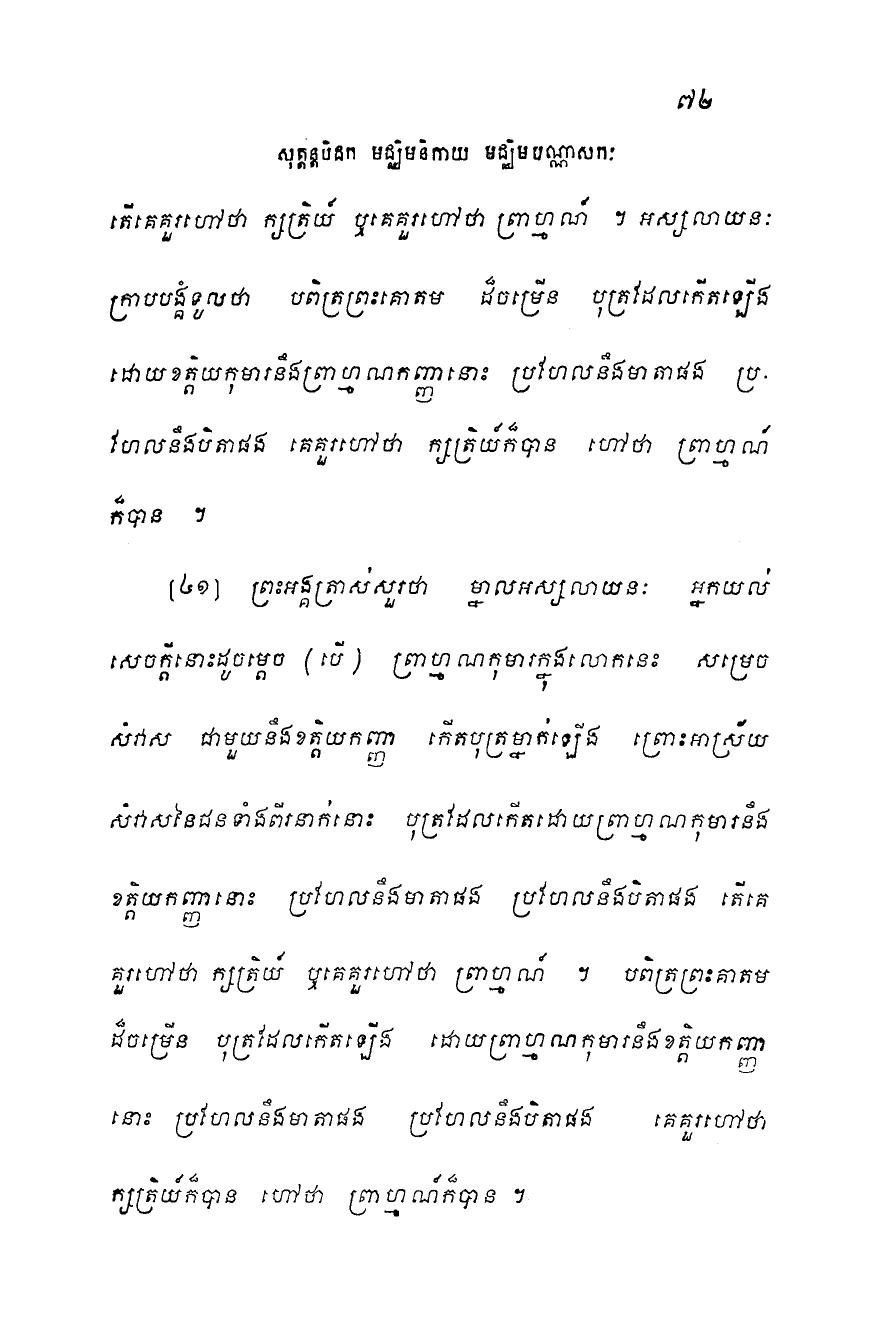 ៧២
សុត្តន្តបិដក មជ្ឈិមនិកាយ មជ្ឈិមបណ្ណាសកៈ
តើគេគួរហៅថា ក្សត្រិយ៍ ឬគេគួរហៅថា ព្រាហ្មណ៍ ។ អស្សលាយនៈ
ក្រាបបង្គំទូលថា បពិត្រព្រះគោតម ដ៏ចម្រើន បុត្រដែលកើតឡើង
ដោយខត្តិយកុមារនឹងព្រាហ្មណកញ្ញានោះ ប្រហែលនឹងមាតាផង ប្រ-
ហែលនឹងបិតាផង គេគួរហៅថា ក្សត្រិយ៍ក៏បាន ហៅថា ព្រាហ្មណ៍
ក៏បាន ។
[៤១] ព្រះអង្គត្រាស់សួរថា ម្នាលអស្សលាយនៈ អ្នកយល់
សេចក្តីនោះដូចម្តេច (បើ) ព្រាហ្មណកុមារក្នុងលោកនេះ សម្រេច
សំវាស ជាមួយនឹងខត្តិយកញ្ញា កើតបុត្រម្នាក់ឡើង ព្រោះអាស្រ័យ
សំវាសនៃជនទាំងពីរនាក់នោះ បុត្រដែលកើតដោយព្រាហ្មណកុមារនឹង
ខត្តិយកញ្ញានោះ ប្រហែលនឹងមាតាផង ប្រហែលនឹងបិតាផង តើគេ
គួរហៅថា ក្សត្រិយ៍ ឬគេគួរហៅថា ព្រាហ្មណ៍ ។ បពិត្រព្រះគោតម
ដ៏ចម្រើន បុត្រដែលកើតឡើង ដោយព្រាហ្មណកុមារនឹងខត្តិយកញ្ញា
នោះ ប្រហែលនឹងមាតាផង ប្រហែលនឹងបិតាផង គេគួរហៅថា
ក្សត្រិយ៍ក៏បាន ហៅថា ព្រាហ្មណ៍ក៏បាន ។